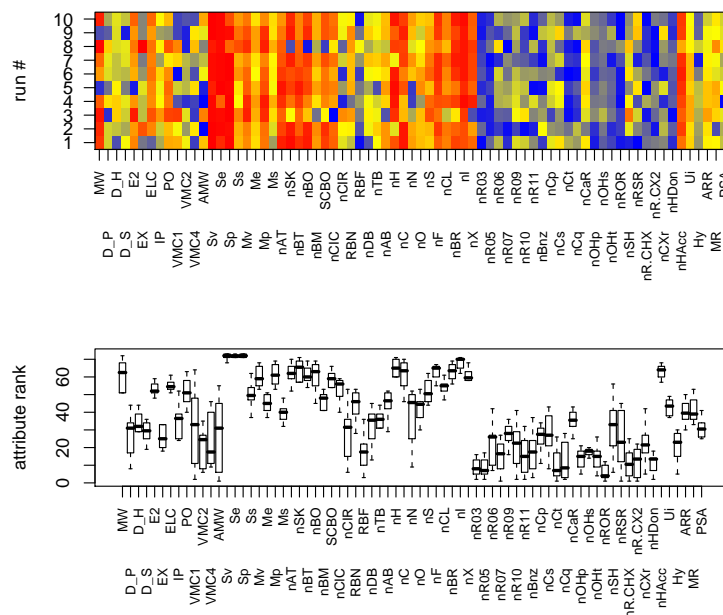 run #
10
9
8
7
6
5
4
3
2
1
MW D_H E2 ELC PO VMC2 AMW Se Ss Me Ms nSK nBO SCBO nCIR RBF nTB nH nN nS nCL nI nR03 nR06 nR09 nR11 nCp nCt nCaR nOHs nROR nRSR nR.CX2 nHDon Ui ARR PSA
D_P D_S EX IP VMC1 VMC4 Sv Sp Mv Mp nAT nBT nBM nCIC RBN nDB nAB nC nO nF nBR nX nR05 nR07 nR10 nBnz nCs nCq nOHp nOHt nSH nR.CHX nCXr nHAcc Hy MR
attribute rank
60
40
20
0
MW D_H E2 ELC PO VMC2 AMW Se Ss Me Ms nSK nBO SCBO nCIR RBF nTB nH nN nS nCL nI nR03 nR06 nR09 nR11 nCp nCt nCaR nOHs nROR nRSR nR.CX2 nHDon Ui ARR PSA
D_P D_S EX IP VMC1 VMC4 Sv Sp Mv Mp nAT nBT nBM nCIC RBN nDB nAB nC nO nF nBR nX nR05 nR07 nR10 nBnz nCs nCq nOHp nOHt nSH nR.CHX nCXr nHAcc Hy MR